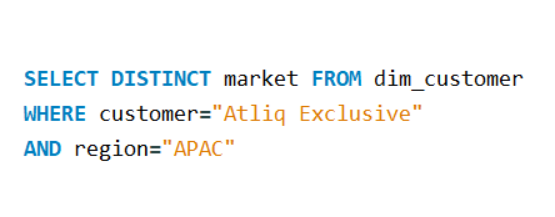 SELECT DISTINCT market FROM dim_customer
WHERE customer="Atliq Exclusive"
AND region="APAC"